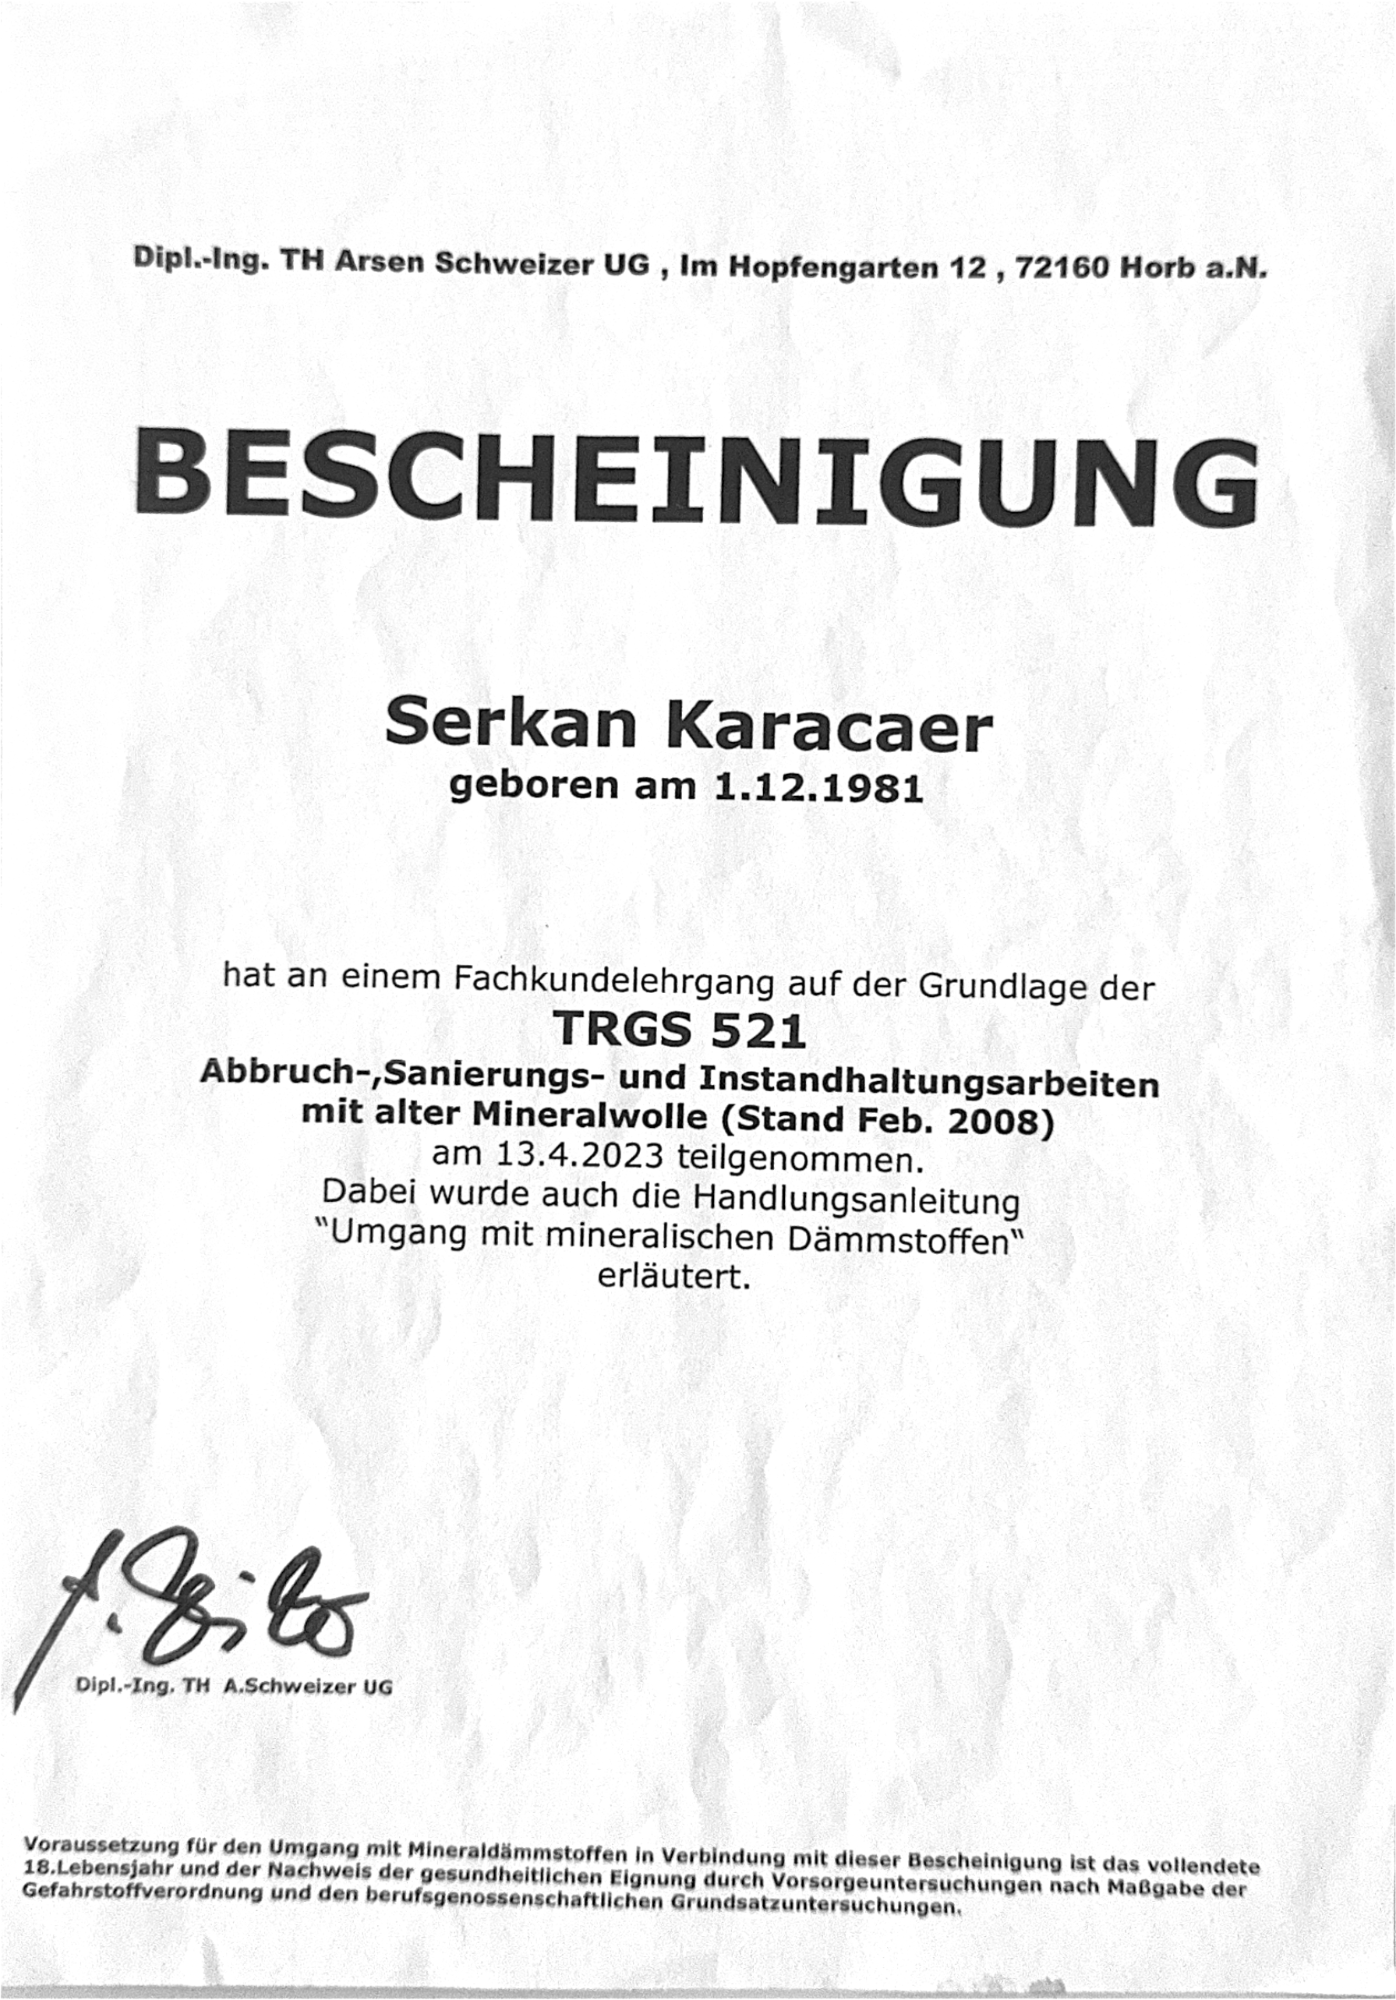 Dipl.-Ing. TH Arsen Schweizer UG , Im Hopfengarten 12 , 72160 Horb a.N.
BESCHEINIGUNG
Serkan Karacaer
geboren am 1.12.1981
hat an einem Fachkundelehrgang auf der Grundlage der
TRGS 521
Abbruch-,Sanierungs- und Instandhaltungsarbeiten
mit alter Mineralwolle (Stand Feb. 2008)
am 13.4.2023 teilgenommen.
Dabei wurde auch die Handlungsanleitung
"Umgang mit mineralischen Dämmstoffen"
erläutert.
Dipl.-Ing. TH A.Schweizer UG
Voraussetzung für den Umgang mit Mineraldämmstoffen in Verbindung mit dieser Bescheinigung ist das vollendete
18.Lebensjahr und der Nachweis der gesundheitlichen Eignung durch Vorsorgeuntersuchungen nach Maßgabe der
Gefahrstoffverordnung und den berufsgenossenschaftlichen Grundsatzuntersuchungen.